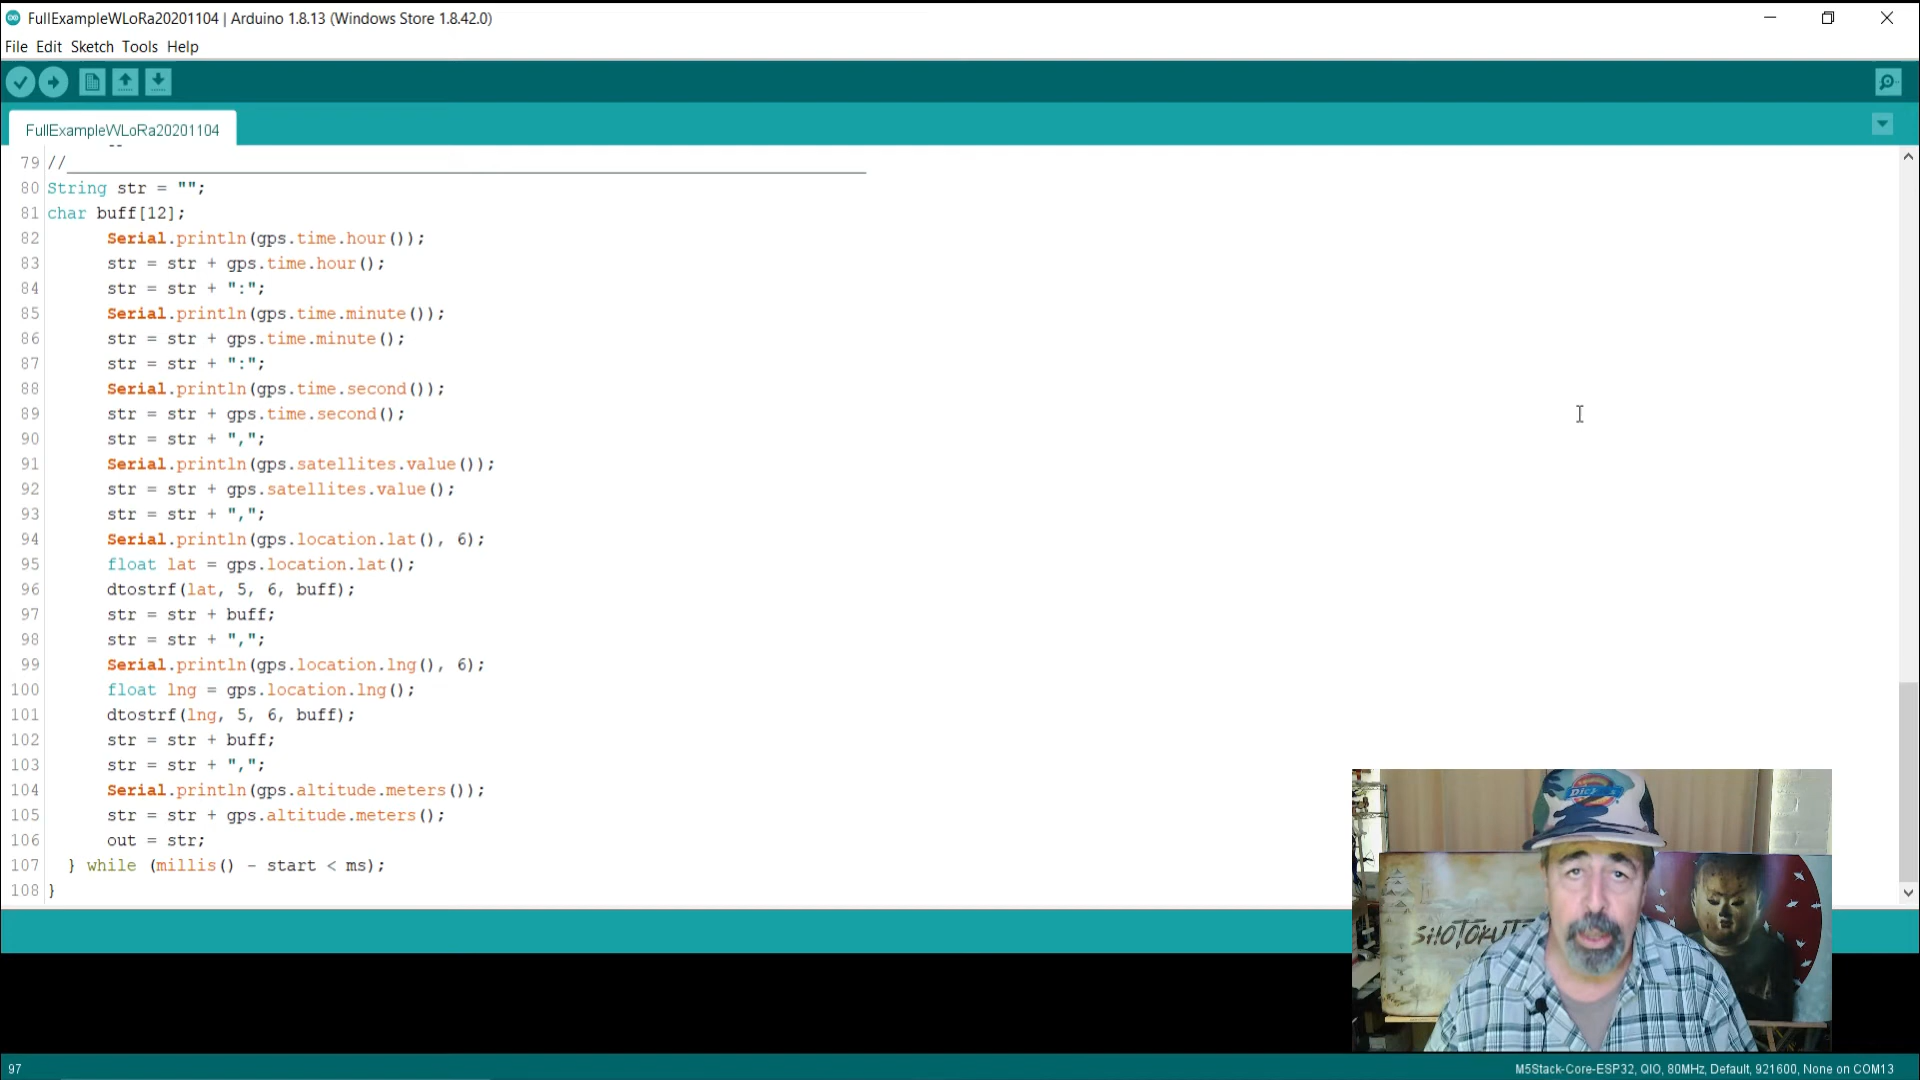 FullExampleWLoRa20201104 | Arduino 1.8.13 (Windows Store 1.8.42.0)
File Edit Sketch Tools Help
FullExampleWLoRa20201104
79 //________________________________________________________________________________
80 String str = "";
81 char buff[12];
82 Serial.println(gps.time.hour());
83 str = str + gps.time.hour();
84 str = str + ":";
85 Serial.println(gps.time.minute());
86 str = str + gps.time.minute();
87 str = str + ":";
88 Serial.println(gps.time.second());
89 str = str + gps.time.second();
90 str = str + ",";
91 Serial.println(gps.satellites.value());
92 str = str + gps.satellites.value();
93 str = str + ",";
94 Serial.println(gps.location.lat(), 6);
95 float lat = gps.location.lat();
96 dtostrf(lat, 5, 6, buff);
97 str = str + buff;
98 str = str + ",";
99 Serial.println(gps.location.lng(), 6);
100 float lng = gps.location.lng();
101 dtostrf(lng, 5, 6, buff);
102 str = str + buff;
103 str = str + ",";
104 Serial.println(gps.altitude.meters());
105 str = str + gps.altitude.meters();
106 out = str;
107 } while (millis() - start < ms);
108 }
97
M5Stack-Core-ESP32, QIO, 80MHz, Default, 921600, None on COM13